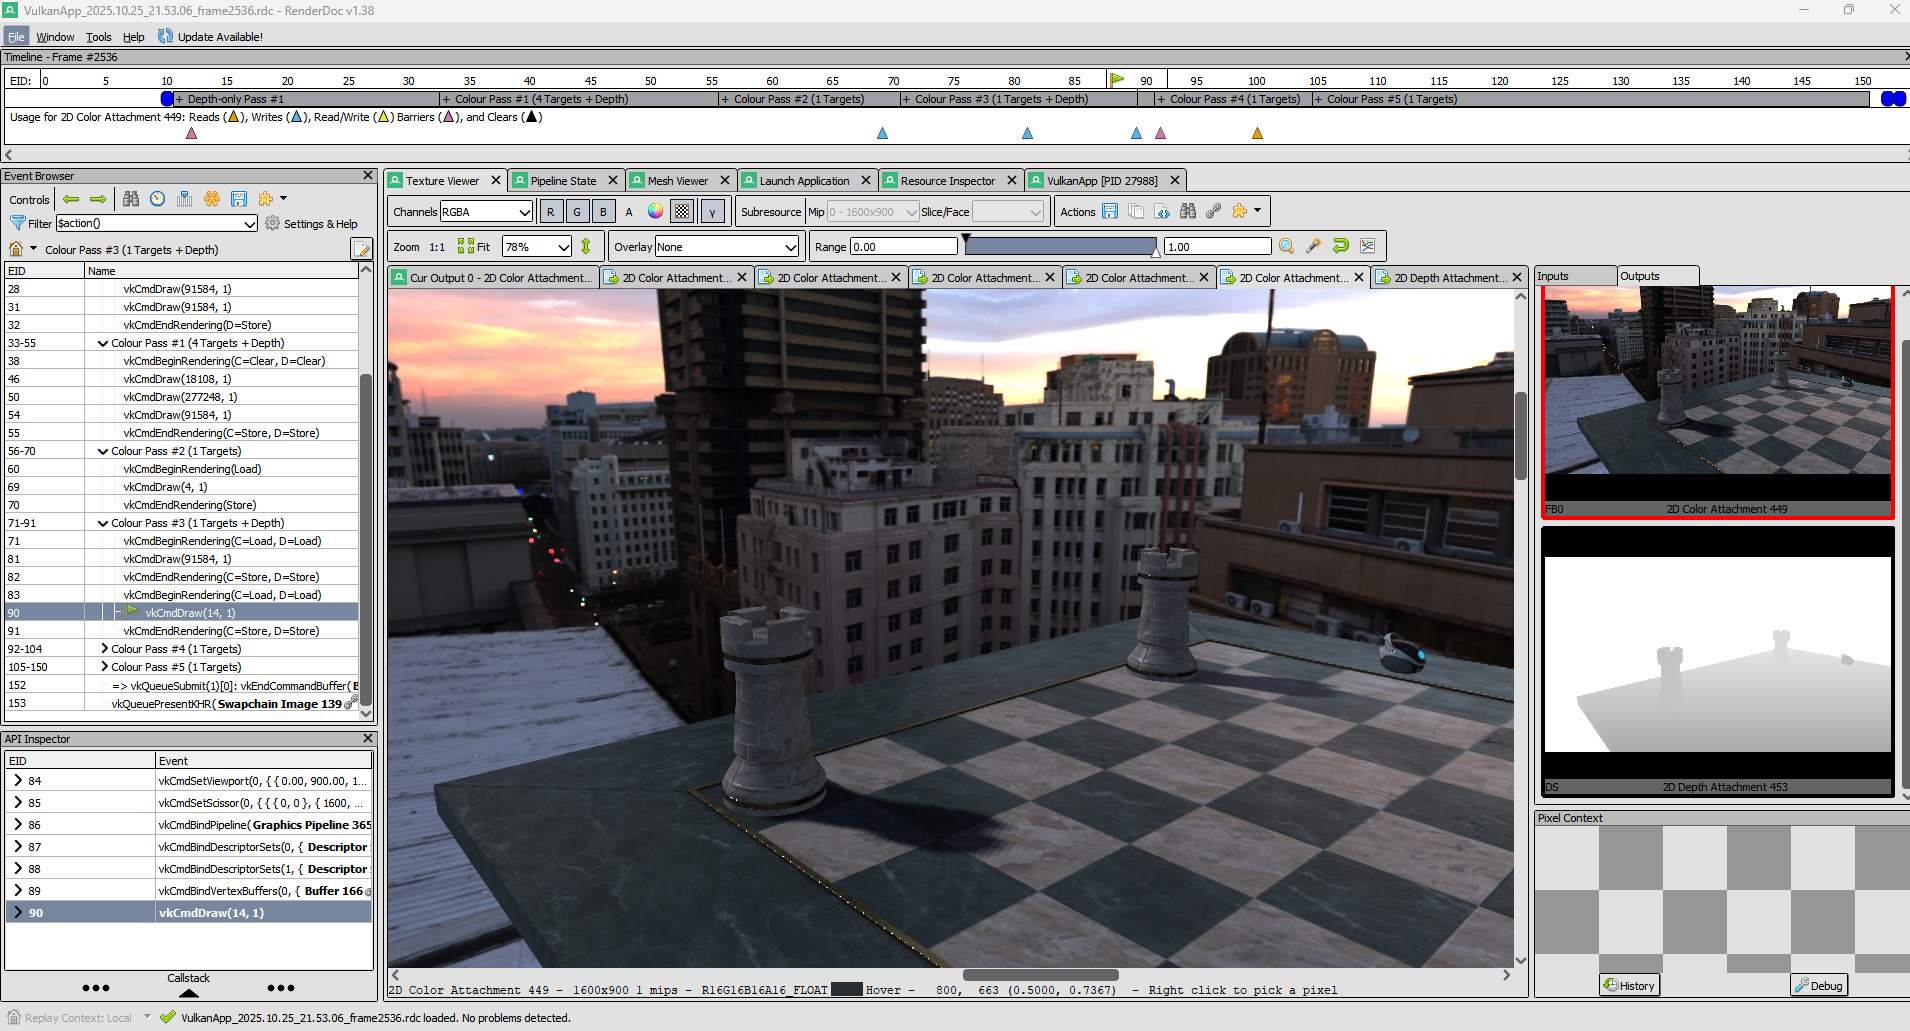 VulkanApp_2025.10.25_21.53.06_frame2536.rdc - RenderDoc v1.38
File Window Tools Help Update Available!
Timeline - Frame #2536
EID: 0 5 10 15 20 25 30 35 40 45 50 55 60 65 70 75 80 85 90 95 100 105 110 115 120 125 130 135 140 145 150
+ Depth-only Pass #1 + Colour Pass #1 (4 Targets + Depth) + Colour Pass #2 (1 Targets) + Colour Pass #3 (1 Targets + Depth) + Colour Pass #4 (1 Targets) + Colour Pass #5 (1 Targets)
Usage for 2D Color Attachment 449: Reads ( ), Writes ( ), Read/Write ( ) Barriers ( ), and Clears ( )
Event Browser
Controls
Filter $action() Settings & Help
Colour Pass #3 (1 Targets + Depth)
EID Name
28 vkCmdDraw(91584, 1)
31 vkCmdDraw(91584, 1)
32 vkCmdEndRendering(D=Store)
33-55 Colour Pass #1 (4 Targets + Depth)
38 vkCmdBeginRendering(C=Clear, D=Clear)
46 vkCmdDraw(18108, 1)
50 vkCmdDraw(277248, 1)
54 vkCmdDraw(91584, 1)
55 vkCmdEndRendering(C=Store, D=Store)
56-70 Colour Pass #2 (1 Targets)
60 vkCmdBeginRendering(Load)
69 vkCmdDraw(4, 1)
70 vkCmdEndRendering(Store)
71-91 Colour Pass #3 (1 Targets + Depth)
71 vkCmdBeginRendering(C=Load, D=Load)
81 vkCmdDraw(91584, 1)
82 vkCmdEndRendering(C=Store, D=Store)
83 vkCmdBeginRendering(C=Load, D=Load)
90 vkCmdDraw(14, 1)
91 vkCmdEndRendering(C=Store, D=Store)
92-104 Colour Pass #4 (1 Targets)
105-150 Colour Pass #5 (1 Targets)
152 => vkQueueSubmit(1)[0]: vkEndCommandBuffer(B
153 vkQueuePresentKHR(Swapchain Image 139
API Inspector
EID Event
84 vkCmdSetViewport(0, { { 0.00, 900.00, 1...
85 vkCmdSetScissor(0, { { { 0, 0 }, { 1600, ...
86 vkCmdBindPipeline(Graphics Pipeline 365
87 vkCmdBindDescriptorSets(0, { Descriptor
88 vkCmdBindDescriptorSets(1, { Descriptor
89 vkCmdBindVertexBuffers(0, { Buffer 166
90 vkCmdDraw(14, 1)
Callstack
Texture Viewer Pipeline State Mesh Viewer Launch Application Resource Inspector VulkanApp [PID 27988]
Channels RGBA R G B A γ Subresource Mip 0 - 1600x900 Slice/Face Actions
Zoom 1:1 Fit 78% Overlay None Range 0.00 1.00
Cur Output 0 - 2D Color Attachment... 2D Color Attachment... 2D Color Attachment... 2D Color Attachment... 2D Color Attachment... 2D Color Attachment... 2D Depth Attachment...
2D Color Attachment 449 - 1600x900 1 mips - R16G16B16A16_FLOAT Hover - 800, 663 (0.5000, 0.7367) - Right click to pick a pixel
Inputs Outputs
FB0 2D Color Attachment 449
DS 2D Depth Attachment 453
Pixel Context
History Debug
Replay Context: Local VulkanApp_2025.10.25_21.53.06_frame2536.rdc loaded. No problems detected.